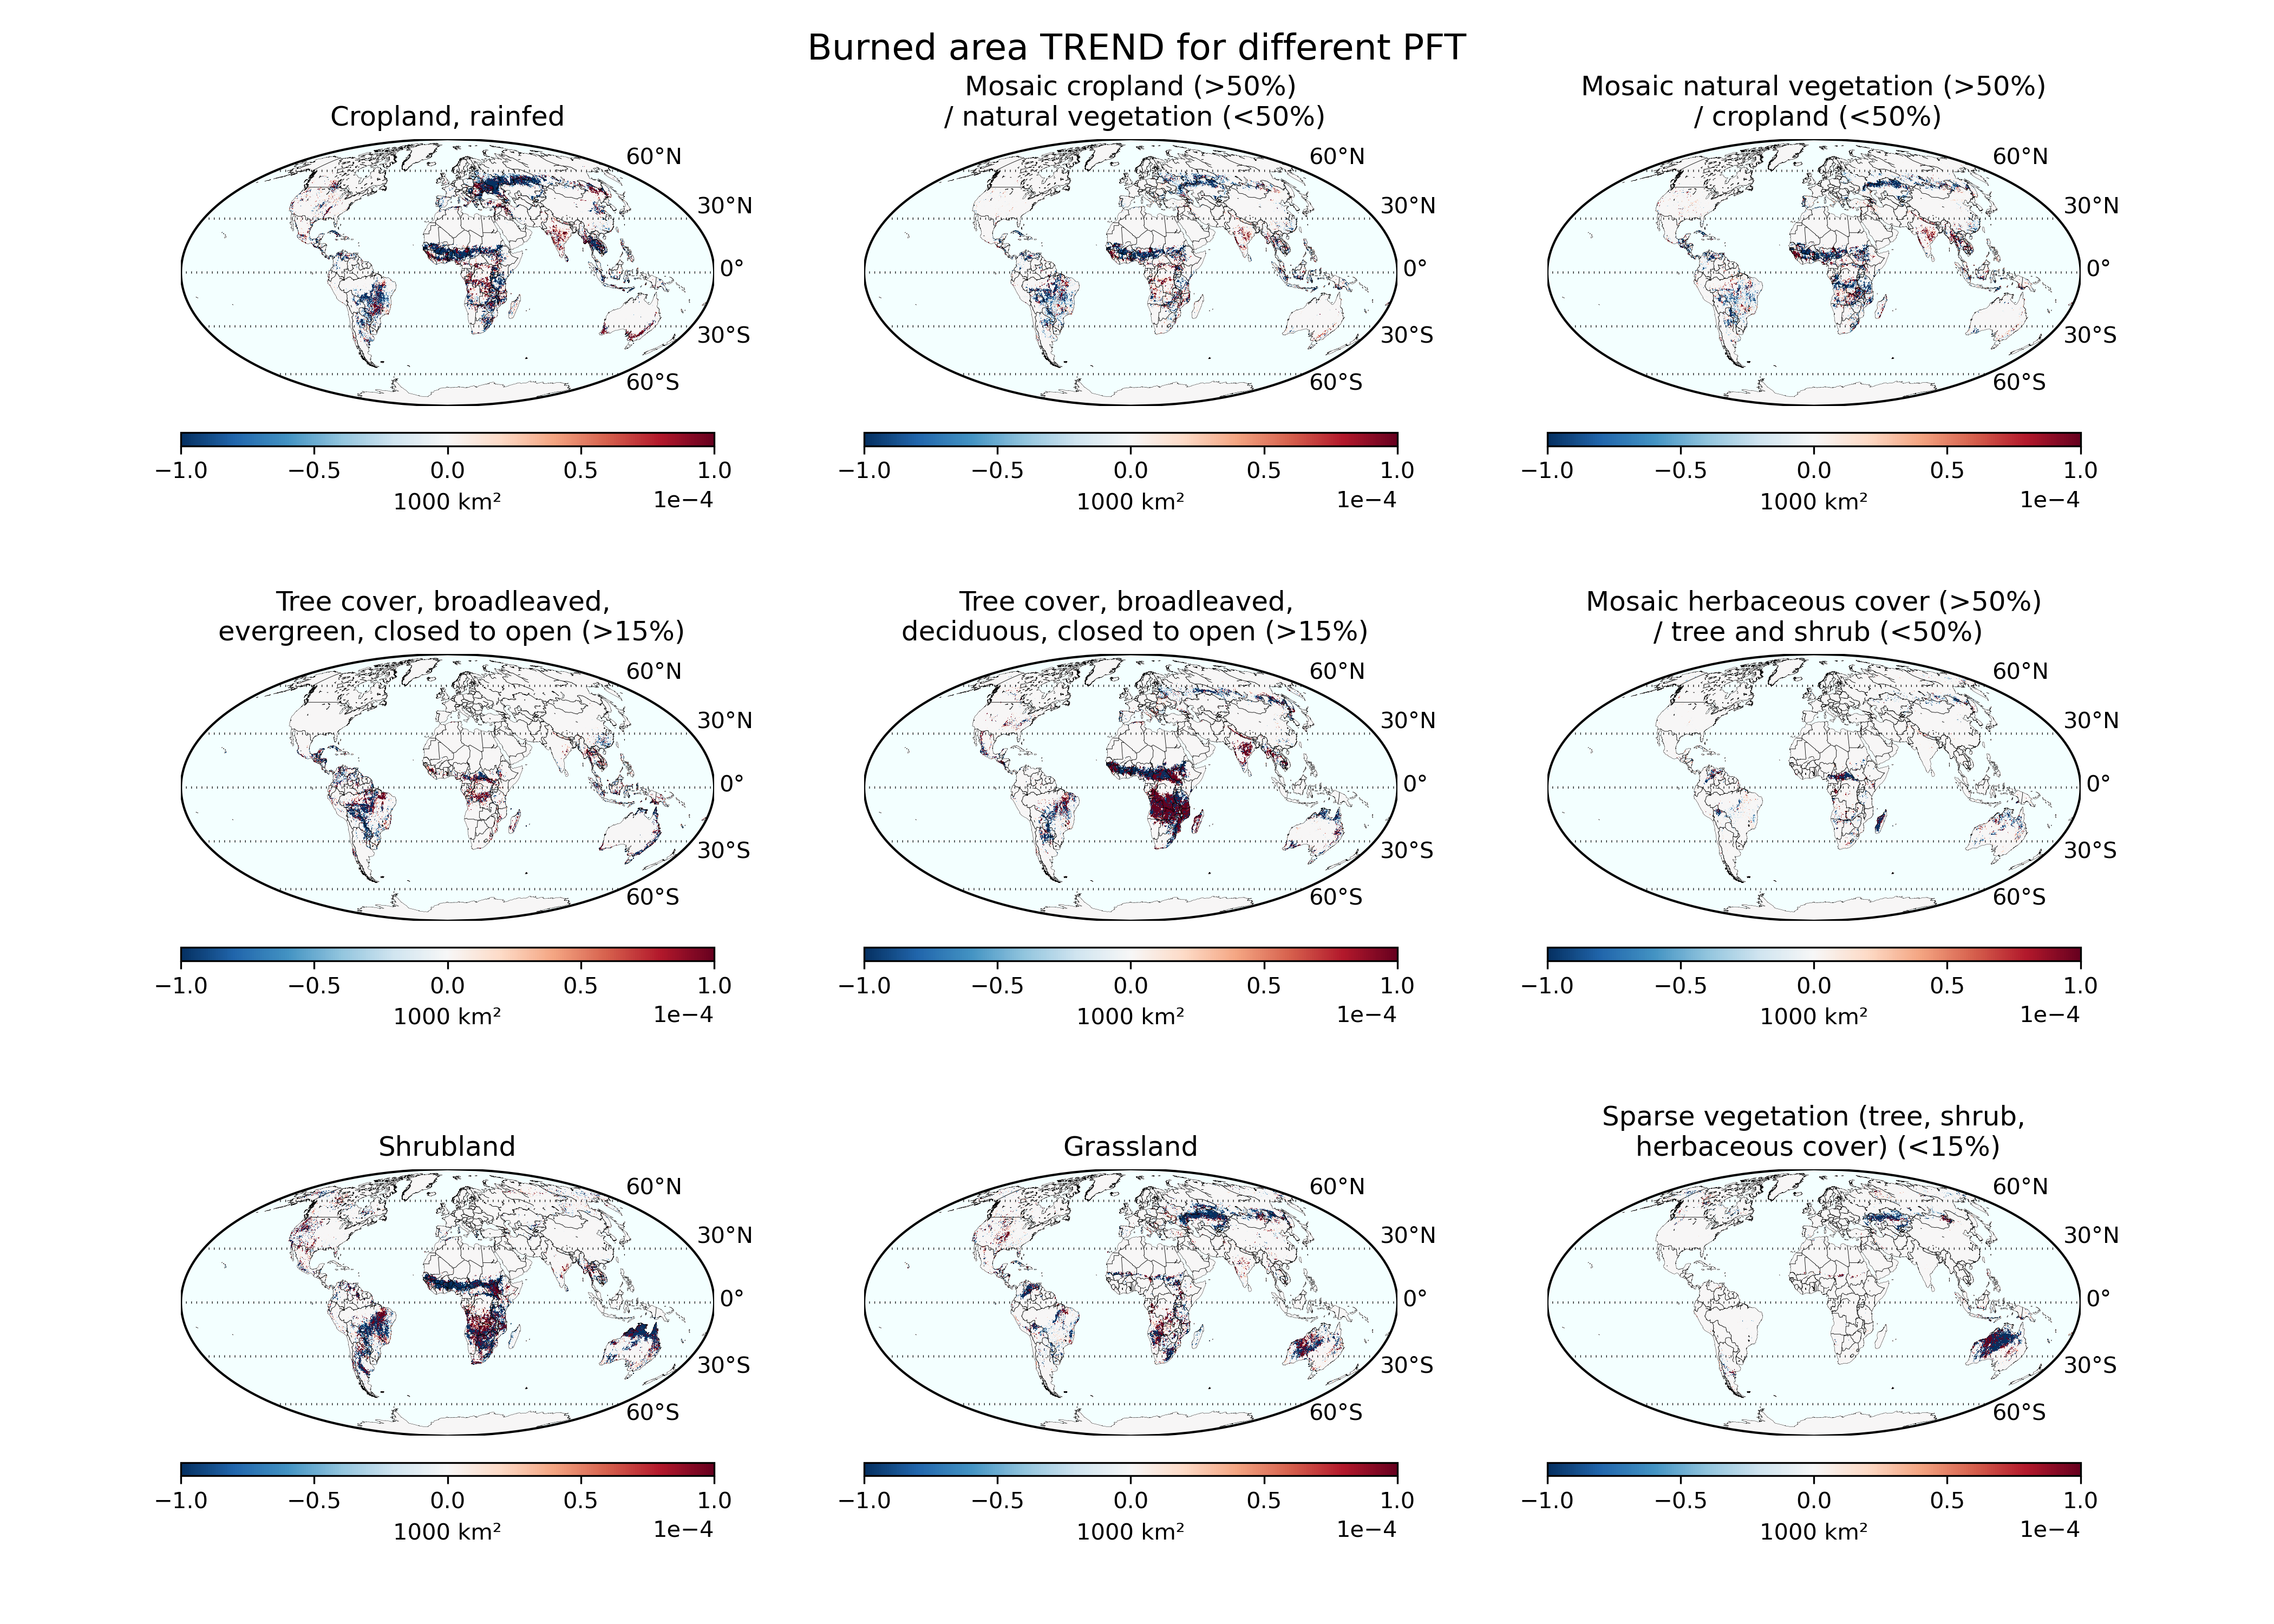 Burned area TREND for different PFT
Cropland, rainfed
60°N
30°N
0°
30°S
60°S
−1.0 −0.5 0.0 0.5 1.0
1000 km²
1e−4
Mosaic cropland (>50%)
/ natural vegetation (<50%)
60°N
30°N
0°
30°S
60°S
−1.0 −0.5 0.0 0.5 1.0
1000 km²
1e−4
Mosaic natural vegetation (>50%)
/ cropland (<50%)
60°N
30°N
0°
30°S
60°S
−1.0 −0.5 0.0 0.5 1.0
1000 km²
1e−4
Tree cover, broadleaved,
evergreen, closed to open (>15%)
60°N
30°N
0°
30°S
60°S
−1.0 −0.5 0.0 0.5 1.0
1000 km²
1e−4
Tree cover, broadleaved,
deciduous, closed to open (>15%)
60°N
30°N
0°
30°S
60°S
−1.0 −0.5 0.0 0.5 1.0
1000 km²
1e−4
Mosaic herbaceous cover (>50%)
/ tree and shrub (<50%)
60°N
30°N
0°
30°S
60°S
−1.0 −0.5 0.0 0.5 1.0
1000 km²
1e−4
Shrubland
60°N
30°N
0°
30°S
60°S
−1.0 −0.5 0.0 0.5 1.0
1000 km²
1e−4
Grassland
60°N
30°N
0°
30°S
60°S
−1.0 −0.5 0.0 0.5 1.0
1000 km²
1e−4
Sparse vegetation (tree, shrub,
herbaceous cover) (<15%)
60°N
30°N
0°
30°S
60°S
−1.0 −0.5 0.0 0.5 1.0
1000 km²
1e−4